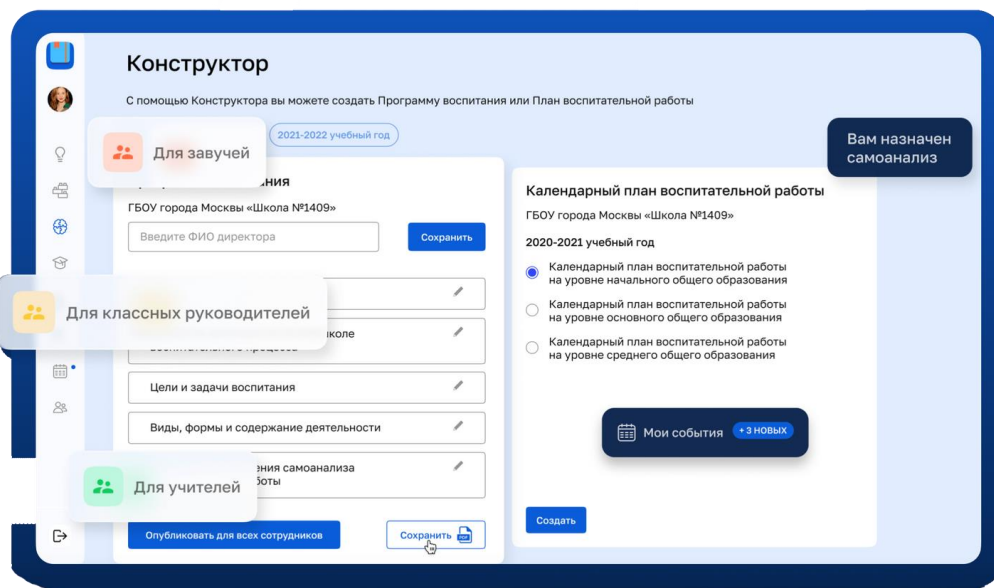 Конструктор
С помощью Конструктора вы можете создать Программу воспитания или План воспитательной работы
2021-2022 учебный год
Вам назначен
самоанализ
Для завучей
ГБОУ города Москвы «Школа №1409»
Введите ФИО директора
Сохранить
Для классных руководителей
Цели и задачи воспитания
Виды, формы и содержание деятельности
самоанализа
Для учителей
Опубликовать для всех сотрудников
Сохранить
PDF
Календарный план воспитательной работы
ГБОУ города Москвы «Школа №1409»
2020-2021 учебный год
Календарный план воспитательной работы
на уровне начального общего образования
Календарный план воспитательной работы
на уровне основного общего образования
Календарный план воспитательной работы
на уровне среднего общего образования
Мои события
+ 3 НОВЫХ
Создать